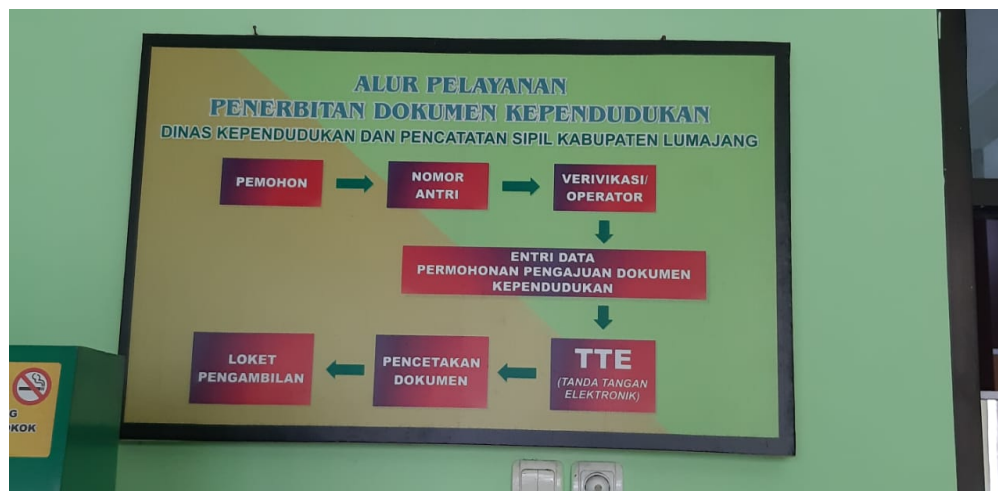 ALUR PELAYANAN
PENERBITAN DOKUMEN KEPENDUDUKAN
DINAS KEPENDUDUKAN DAN PENCATATAN SIPIL KABUPATEN LUMAJANG
PEMOHON
NOMOR
ANTRI
VERIVIKASI/
OPERATOR
ENTRI DATA
PERMOHONAN PENGAJUAN DOKUMEN
KEPENDUDUKAN
TTE
(TANDA TANGAN
ELEKTRONIK)
PENCETAKAN
DOKUMEN
LOKET
PENGAMBILAN